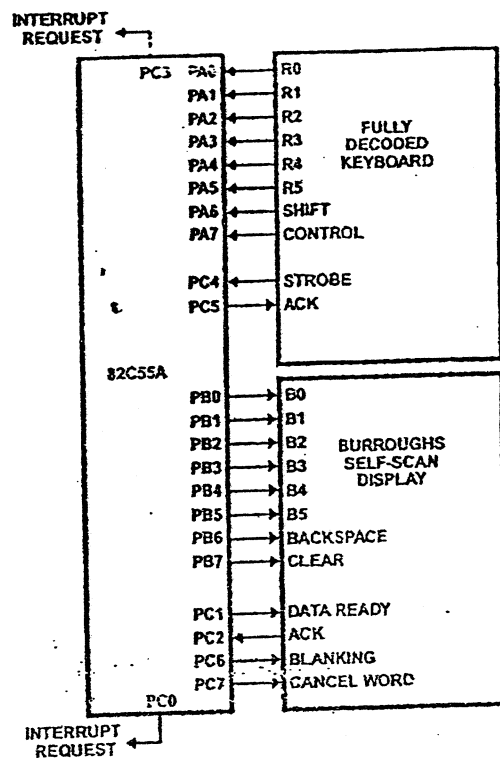 INTERRUPT
REQUEST
PC3 PA0 R0
PA1 R1
PA2 R2
PA3 R3
PA4 R4
PA5 R5
PA6 SHIFT
PA7 CONTROL
FULLY
DECODED
KEYBOARD
PC4 STROBE
PC5 ACK
82C55A
PB0 B0
PB1 B1
PB2 B2
PB3 B3
PB4 B4
PB5 B5
PB6 BACKSPACE
PB7 CLEAR
BURROUGHS
SELF-SCAN
DISPLAY
PC1 DATA READY
PC2 ACK
PC6 BLANKING
PC7 CANCEL WORD
PC0
INTERRUPT
REQUEST